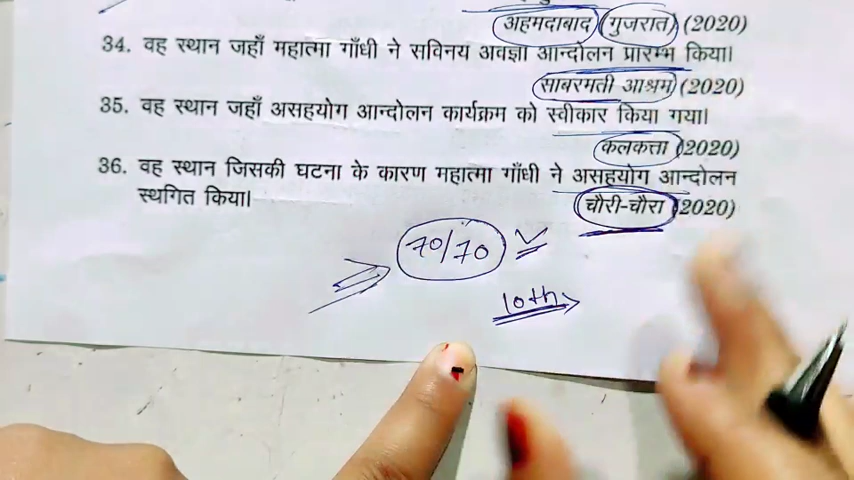 अहमदाबाद (गुजरात) (2020)
34. वह स्थान जहाँ महात्मा गाँधी ने सविनय अवज्ञा आन्दोलन प्रारम्भ किया।
साबरमती आश्रम (2020)
35. वह स्थान जहाँ असहयोग आन्दोलन कार्यक्रम को स्वीकार किया गया।
कलकत्ता (2020)
36. वह स्थान जिसकी घटना के कारण महात्मा गाँधी ने असहयोग आन्दोलन
स्थगित किया।
चौरी-चौरा (2020)
70/70
10th